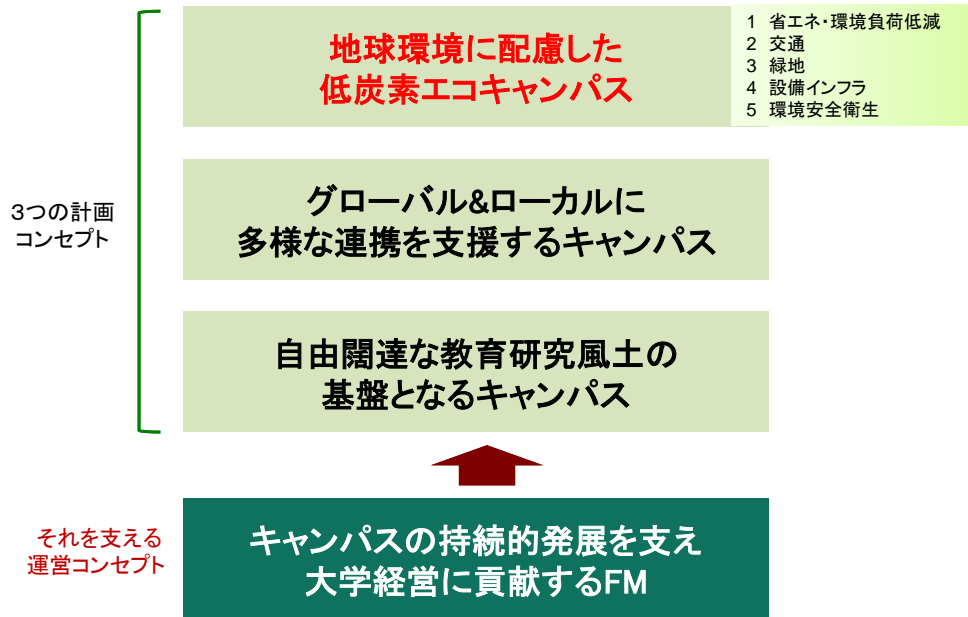 地球環境に配慮した
低炭素エコキャンパス
1 省エネ・環境負荷低減
2 交通
3 緑地
4 設備インフラ
5 環境安全衛生
3つの計画
コンセプト
グローバル&ローカルに
多様な連携を支援するキャンパス
自由闊達な教育研究風土の
基盤となるキャンパス
それを支える
運営コンセプト
キャンパスの持続的発展を支え
大学経営に貢献するFM